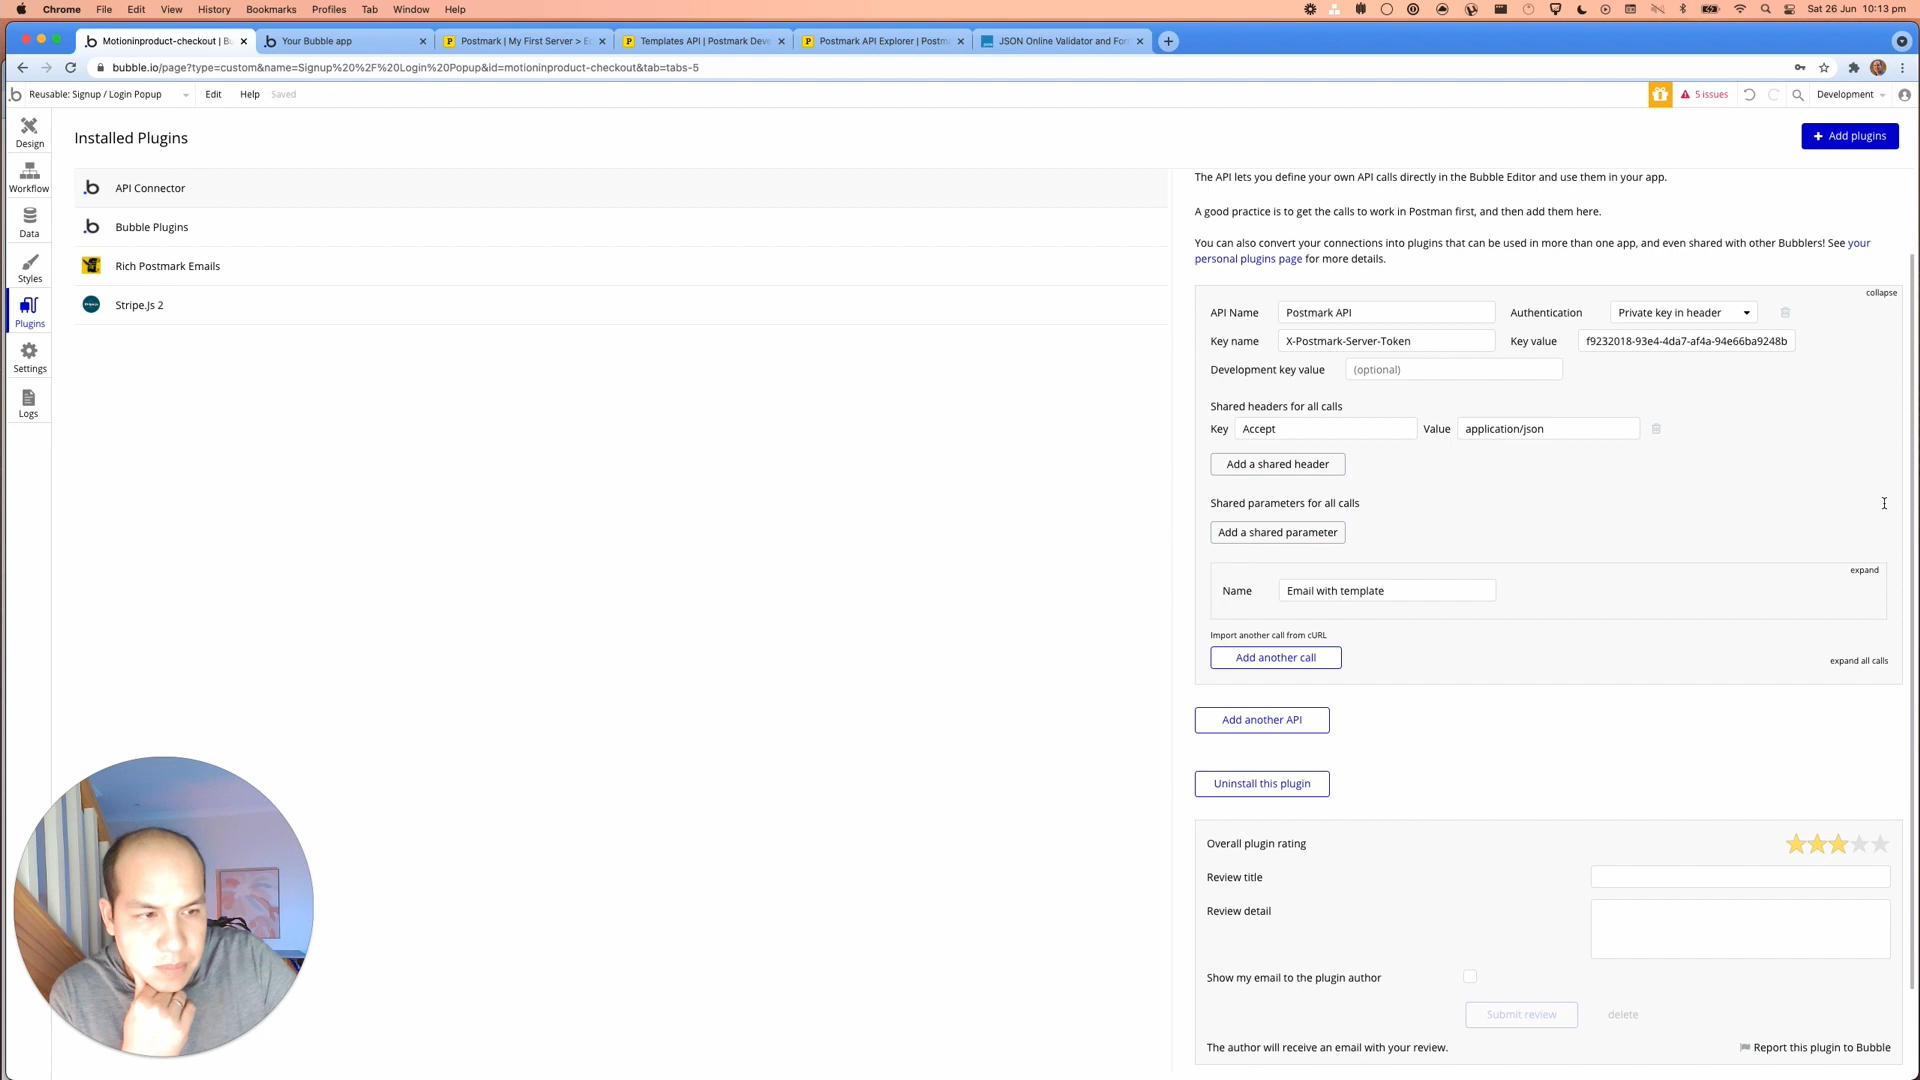 Chrome File Edit View History Bookmarks Profiles Tab Window Help Sat 26 Jun 10:13 pm
Motioninproduct-checkout | Bu Your Bubble app Postmark | My First Server > Ec Templates API | Postmark Deve Postmark API Explorer | Postma JSON Online Validator and For
bubble.io/page?type=custom&name=Signup%20%2F%20Login%20Popup&id=motioninproduct-checkout&tab=tabs-5
Reusable: Signup / Login Popup Edit Help Saved 5 issues Development
Design
Workflow
Data
Styles
Plugins
Settings
Logs
Installed Plugins
Add plugins
API Connector
Bubble Plugins
Rich Postmark Emails
Stripe.Js 2
The API lets you define your own API calls directly in the Bubble Editor and use them in your app.
A good practice is to get the calls to work in Postman first, and then add them here.
You can also convert your connections into plugins that can be used in more than one app, and even shared with other Bubblers! See your
personal plugins page for more details.
collapse
API Name Postmark API Authentication Private key in header
Key name X-Postmark-Server-Token Key value f9232018-93e4-4da7-af4a-94e66ba9248b
Development key value (optional)
Shared headers for all calls
Key Accept Value application/json
Add a shared header
Shared parameters for all calls
Add a shared parameter
expand
Name Email with template
Import another call from cURL
Add another call
expand all calls
Add another API
Uninstall this plugin
Overall plugin rating
Review title
Review detail
Show my email to the plugin author
Submit review delete
The author will receive an email with your review. Report this plugin to Bubble